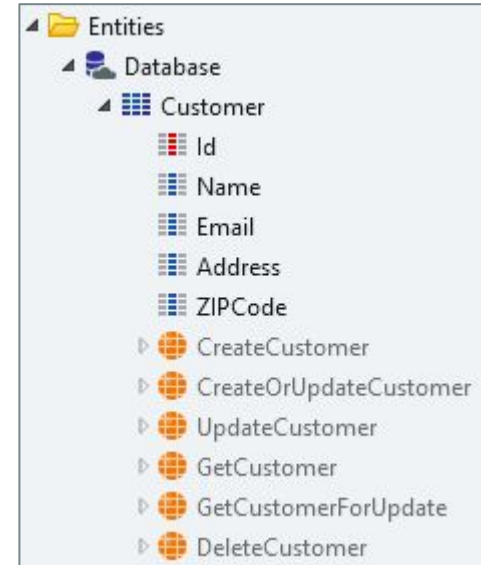 Entities
Database
Customer
Id
Name
Email
Address
ZIPCode
CreateCustomer
CreateOrUpdateCustomer
UpdateCustomer
GetCustomer
GetCustomerForUpdate
DeleteCustomer